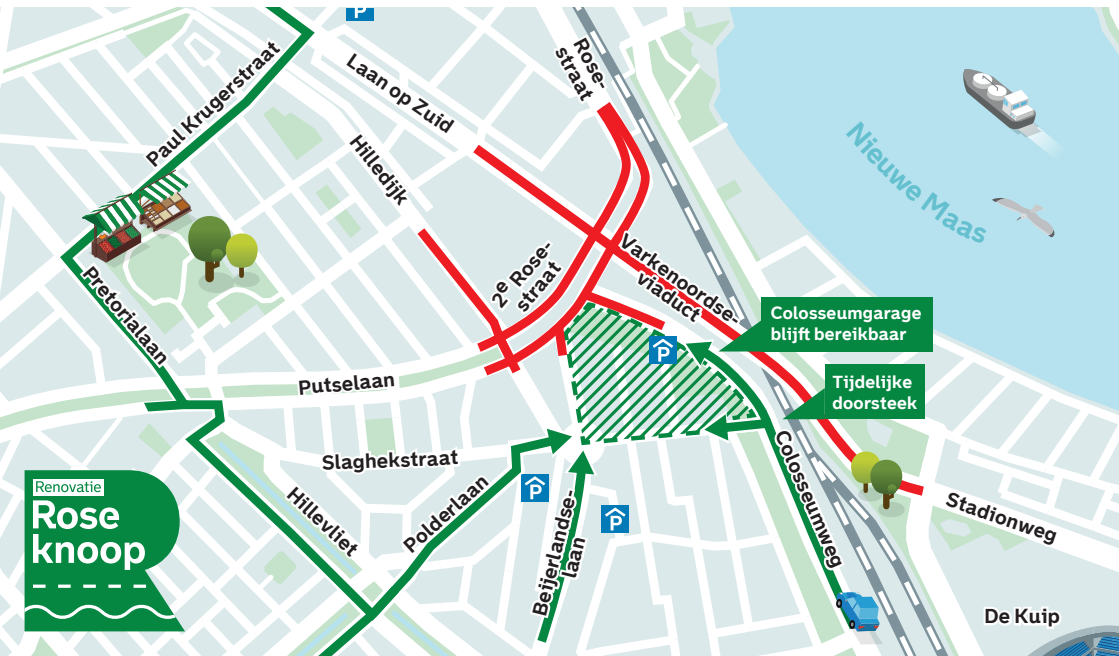 P
Rose-
straat
Laan op Zuid
Paul Krugerstraat
Hilledijk
Nieuwe Maas
2e Rose-
straat
Varkenoordse-
viaduct
Pretorialaan
Colosseumgarage
blijft bereikbaar
P
Tijdelijke
doorsteek
Putselaan
Slaghekstraat
Colosseumweg
Stadionweg
P
P
Hillevliet
Polderlaan
Beijerlandse-
laan
Renovatie
Rose
knoop
De Kuip